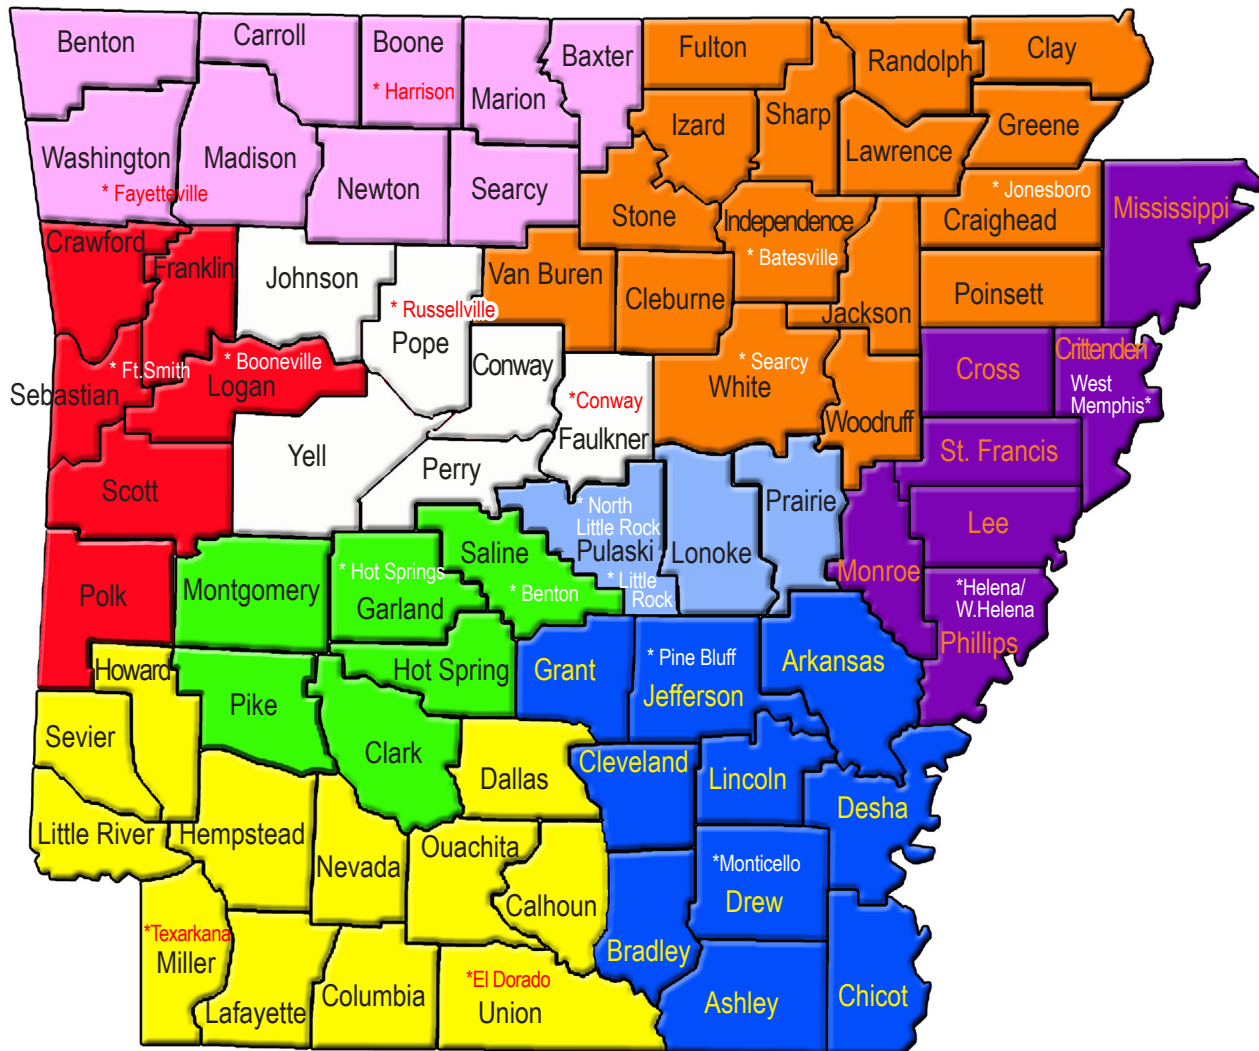 Benton
Carroll
Boone
* Harrison
Marion
Baxter
Fulton
Sharp
Randolph
Clay
Izard
Lawrence
Greene
Washington
* Fayetteville
Madison
Newton
Searcy
Stone
Independence
* Batesville
* Jonesboro
Craighead
Mississippi
Crawford
Franklin
Johnson
* Russellville
Pope
Van Buren
Cleburne
Jackson
Poinsett
Sebastian
* Ft.Smith
* Booneville
Logan
Conway
*Conway
Faulkner
* Searcy
White
Woodruff
Cross
Crittenden
West
Memphis*
Scott
Yell
Perry
St. Francis
* North
Little Rock
Pulaski
* Little
Rock
Lonoke
Prairie
Lee
Monroe
*Helena/
W.Helena
Phillips
Polk
Montgomery
* Hot Springs
Garland
Saline
* Benton
Howard
Pike
Hot Spring
Grant
* Pine Bluff
Jefferson
Arkansas
Sevier
Clark
Dallas
Cleveland
Lincoln
Desha
Little River
Hempstead
Nevada
Ouachita
Calhoun
*Monticello
Drew
*Texarkana
Miller
Lafayette
Columbia
*El Dorado
Union
Bradley
Ashley
Chicot